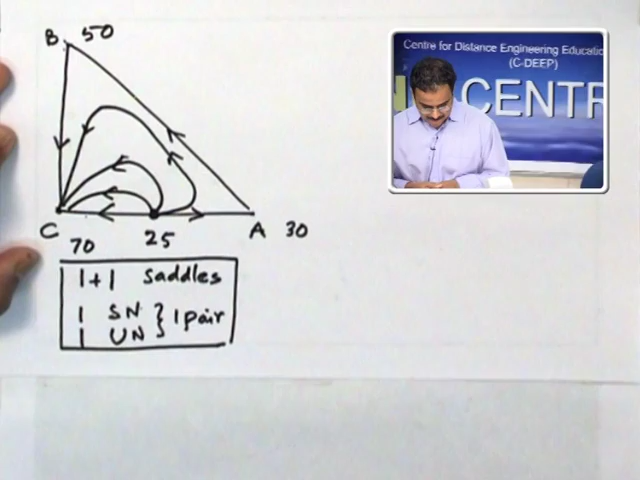 B 50
C 70
25
A 30
1+1 Saddles
1 SN } 1 pair
1 UN
Centre for Distance Engineering Educatio
(C-DEEP)
CENTR